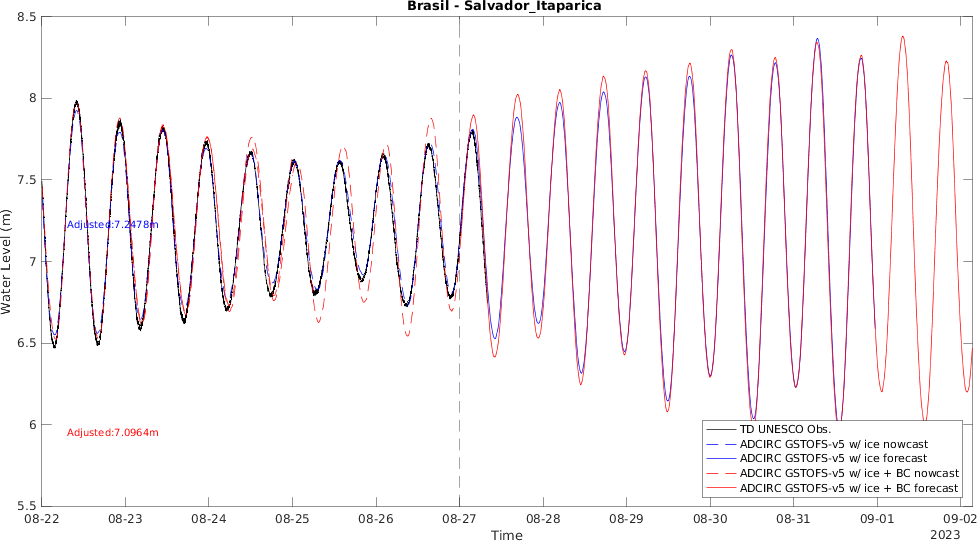 Brasil - Salvador_Itaparica
8.5
8
7.5
7
6.5
6
5.5
Water Level (m)
Adjusted:7.2478m
Adjusted:7.0964m
TD UNESCO Obs.
ADCIRC GSTOFS-v5 w/ ice nowcast
ADCIRC GSTOFS-v5 w/ ice forecast
ADCIRC GSTOFS-v5 w/ ice + BC nowcast
ADCIRC GSTOFS-v5 w/ ice + BC forecast
08-22 08-23 08-24 08-25 08-26 08-27 08-28 08-29 08-30 08-31 09-01 09-02
Time
2023